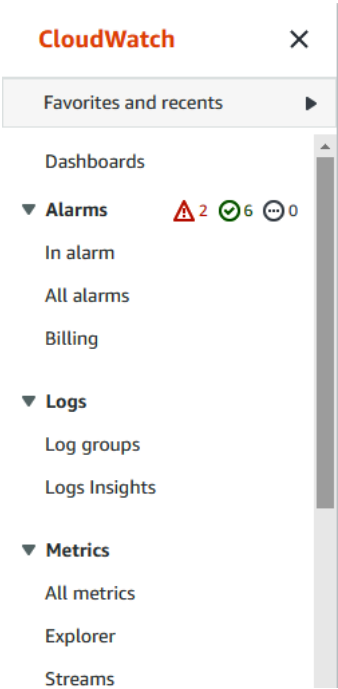 CloudWatch
Favorites and recents
Dashboards
Alarms 2 6 0
In alarm
All alarms
Billing
Logs
Log groups
Logs Insights
Metrics
All metrics
Explorer
Streams